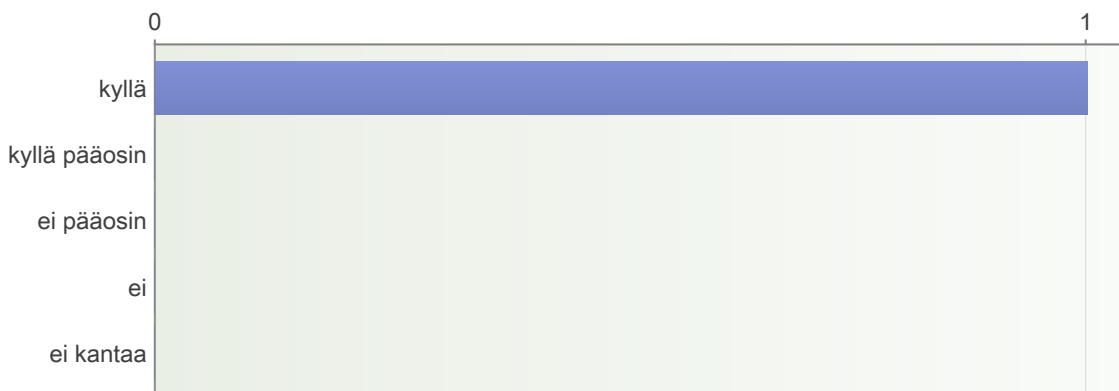 0 1
kyllä
kyllä pääosin
ei pääosin
ei
ei kantaa